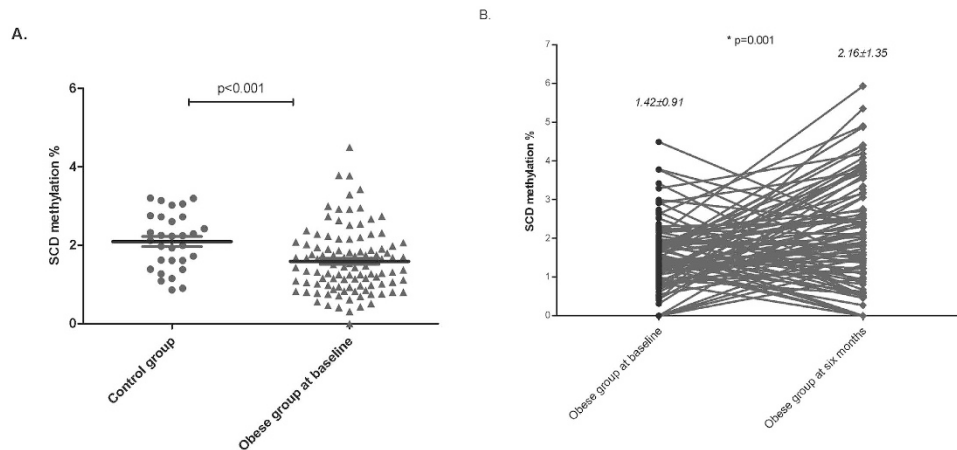 A.
p<0.001
6
4
2
0
SCD methylation %
Control group
Obese group at baseline
B.
* p=0.001
2.16±1.35
1.42±0.91
7
6
5
4
3
2
1
0
SCD methylation %
Obese group at baseline
Obese group at six months